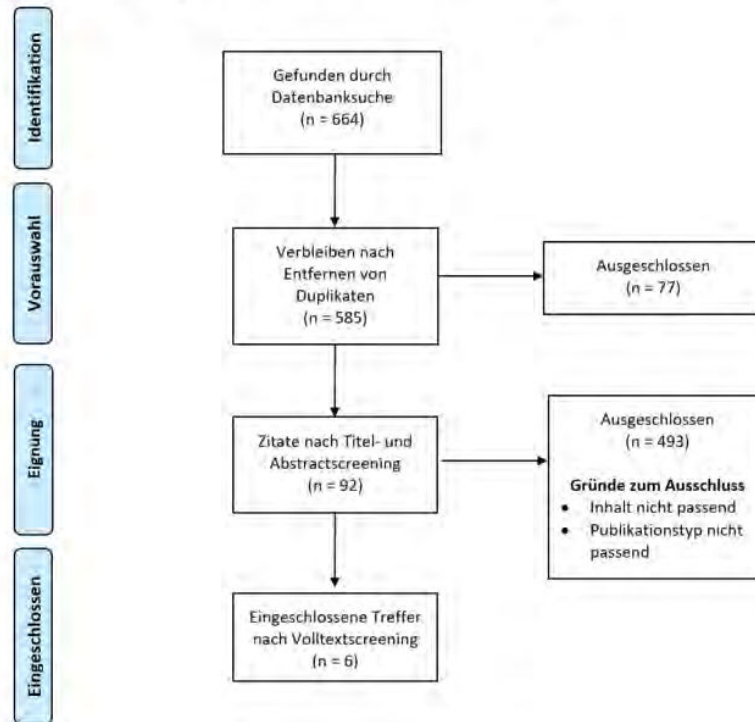 Identifikation
Gefunden durch
Datenbanksuche
(n = 664)
Vorauswahl
Verbleiben nach
Entfernen von
Duplikaten
(n = 585)
Ausgeschlossen
(n = 77)
Eignung
Zitate nach Titel- und
Abstractscreening
(n = 92)
Ausgeschlossen
(n = 493)
Gründe zum Ausschluss
• Inhalt nicht passend
• Publikationstyp nicht
passend
Eingeschlossen
Eingeschlossene Treffer
nach Volltextscreening
(n = 6)